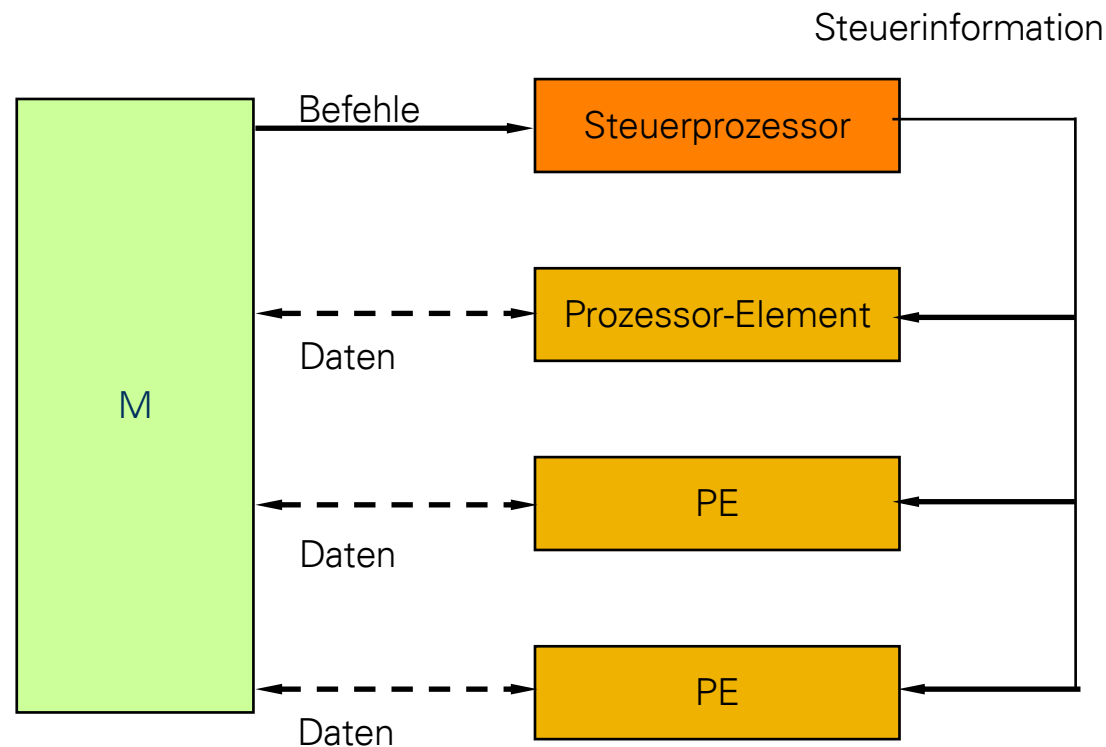 Steuerinformation
Befehle
Steuerprozessor
Prozessor-Element
Daten
M
PE
Daten
PE
Daten